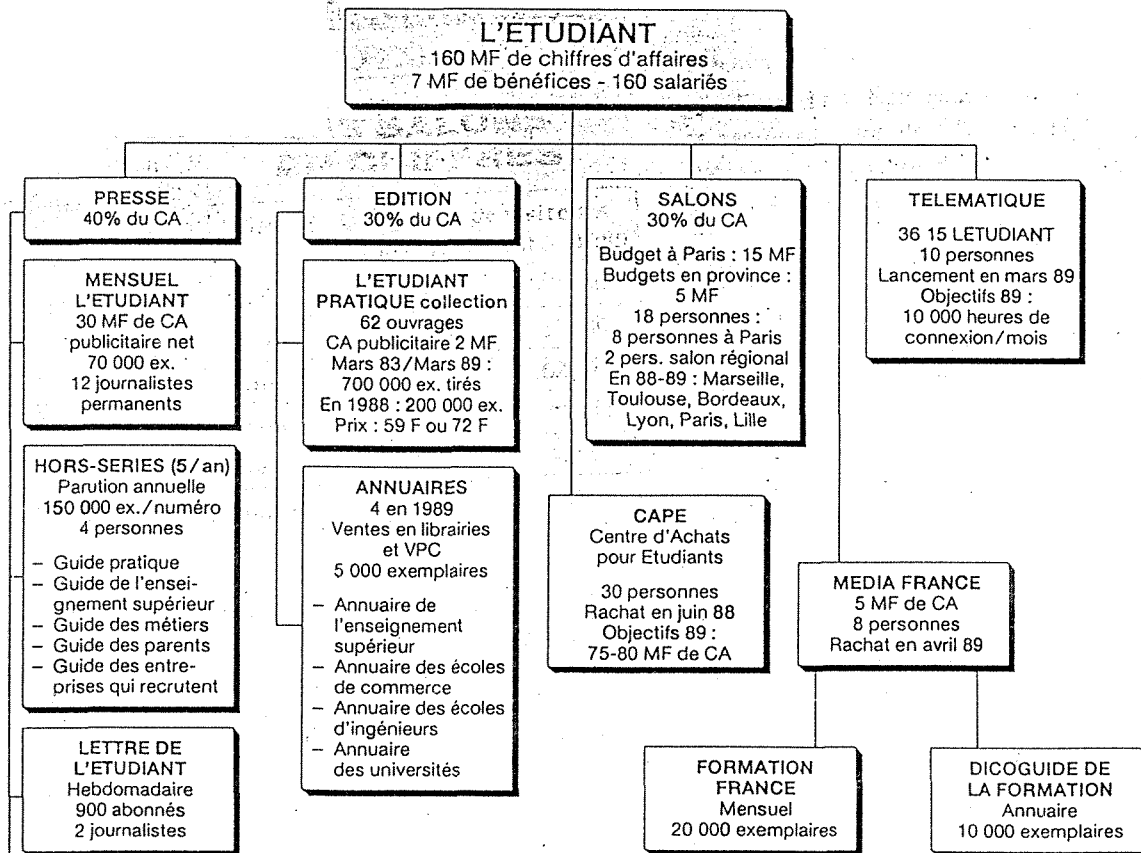 L'ETUDIANT
160 MF de chiffres d'affaires
7 MF de bénéfices - 160 salariés
PRESSE
40% du CA
MENSUEL
L'ETUDIANT
30 MF de CA
publicitaire net
70 000 ex.
12 journalistes
permanents
HORS-SERIES (5/an)
Parution annuelle
150 000 ex./numéro
4 personnes
– Guide pratique
– Guide de l'ensei-
gnement supérieur
– Guide des métiers
– Guide des parents
– Guide des entre-
prises qui recrutent
LETTRE DE
L'ETUDIANT
Hebdomadaire
900 abonnés
2 journalistes
EDITION
30% du CA
L'ETUDIANT
PRATIQUE collection
62 ouvrages
CA publicitaire 2 MF
Mars 83/Mars 89 :
700 000 ex. tirés
En 1988 : 200 000 ex.
Prix : 59 F ou 72 F
ANNUAIRES
4 en 1989
Ventes en librairies
et VPC
5 000 exemplaires
– Annuaire de
l'enseignement
supérieur
– Annuaire des écoles
de commerce
– Annuaire des écoles
d'ingénieurs
– Annuaire
des universités
SALONS
30% du CA
Budget à Paris : 15 MF
Budgets en province :
5 MF
18 personnes :
8 personnes à Paris
2 pers. salon régional
En 88-89 : Marseille,
Toulouse, Bordeaux,
Lyon, Paris, Lille
CAPE
Centre d'Achats
pour Etudiants
30 personnes
Rachat en juin 88
Objectifs 89 :
75-80 MF de CA
TELEMATIQUE
36 15 LETUDIANT
10 personnes
Lancement en mars 89
Objectifs 89 :
10 000 heures de
connexion/mois
MEDIA FRANCE
5 MF de CA
8 personnes
Rachat en avril 89
FORMATION
FRANCE
Mensuel
20 000 exemplaires
DICOGUIDE DE
LA FORMATION
Annuaire
10 000 exemplaires